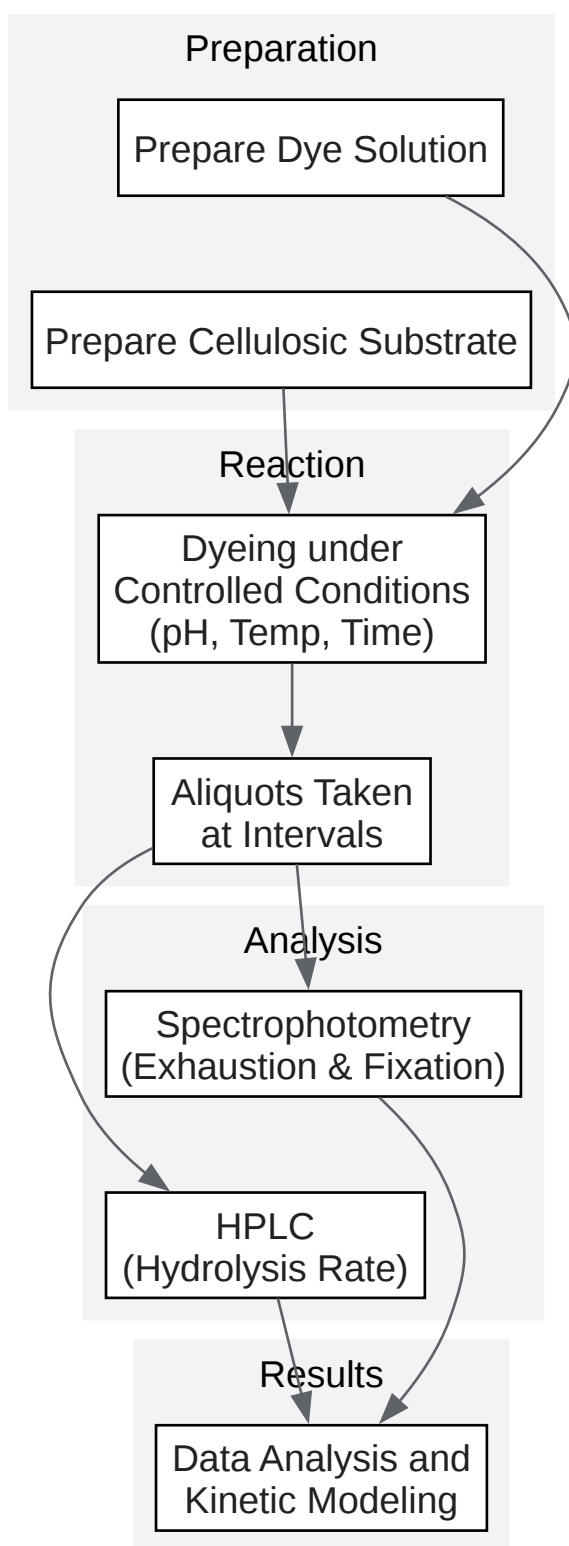 Preparation
Prepare Dye Solution
Prepare Cellulosic Substrate
Reaction
Dyeing under
Controlled Conditions
(pH, Temp, Time)
Aliquots Taken
at Intervals
Analysis
Spectrophotometry
(Exhaustion & Fixation)
HPLC
(Hydrolysis Rate)
Results
Data Analysis and
Kinetic Modeling